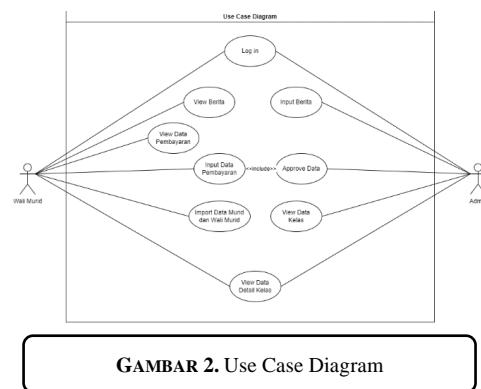 Use Case Diagram
Log in
View Berita
Input Berita
View Data
Pembayaran
Input Data
Pembayaran
<<include>>
Approve Data
Wali Murid
Admin
Import Data Murid
dan Wali Murid
View Data
Kelas
View Data
Detail Kelas
GAMBAR 2. Use Case Diagram